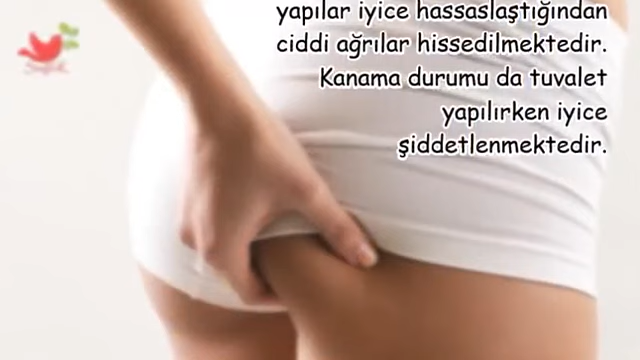 yapılar iyice hassaslaştığından
ciddi ağrılar hissedilmektedir.
Kanama durumu da tuvalet
yapılırken iyice
şiddetlenmektedir.